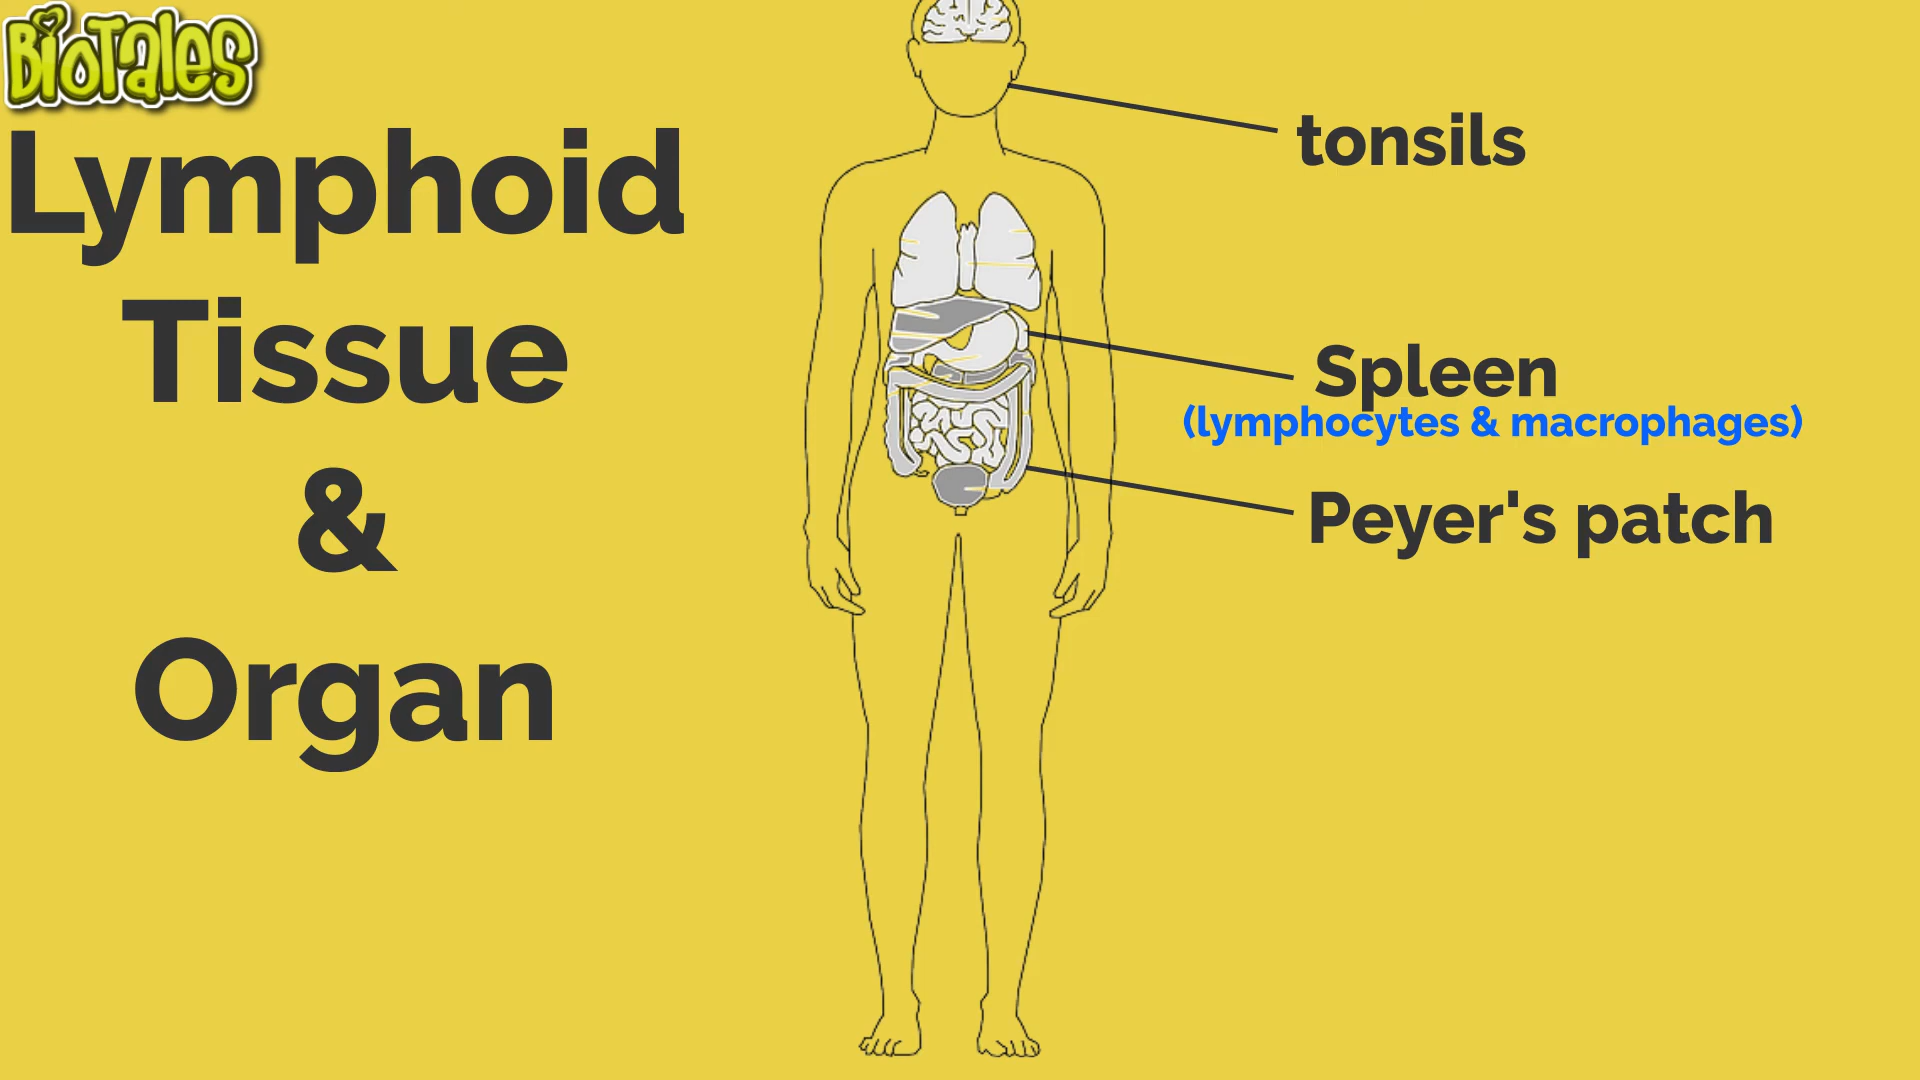 BioTales
Lymphoid
Tissue
&
Organ
tonsils
Spleen
(lymphocytes & macrophages)
Peyer's patch